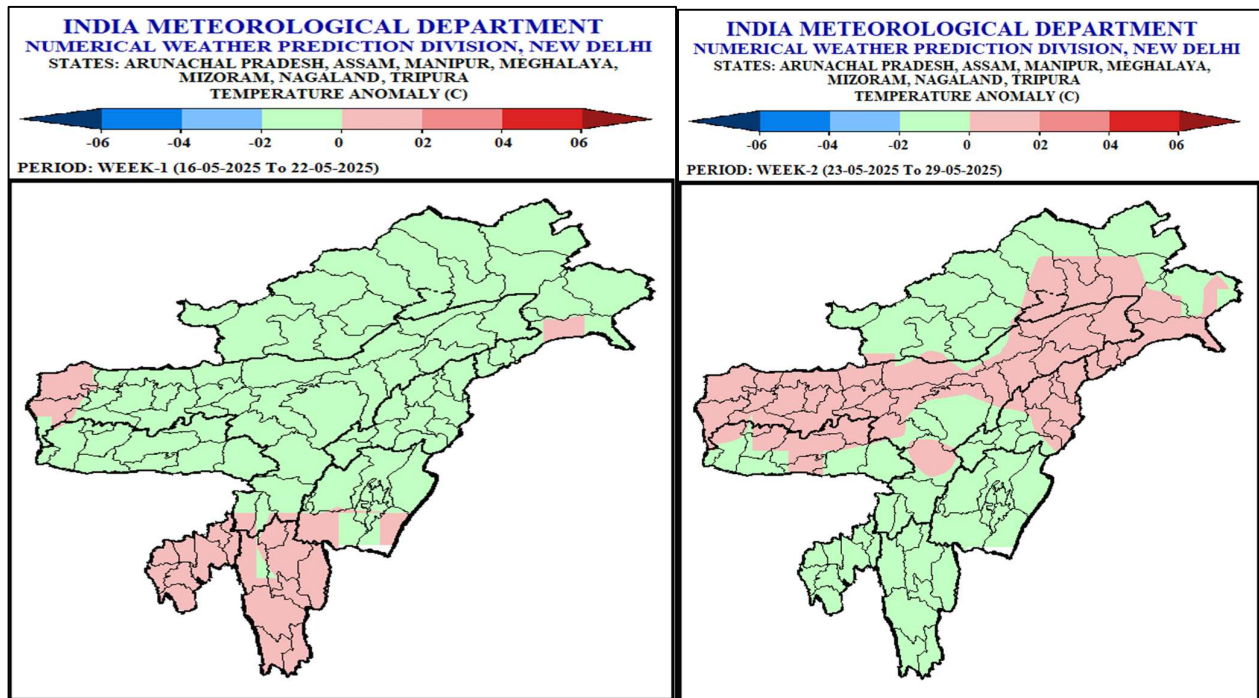 INDIA METEOROLOGICAL DEPARTMENT
NUMERICAL WEATHER PREDICTION DIVISION, NEW DELHI
STATES: ARUNACHAL PRADESH, ASSAM, MANIPUR, MEGHALAYA,
MIZORAM, NAGALAND, TRIPURA
TEMPERATURE ANOMALY (C)
-06 -04 -02 0 02 04 06
PERIOD: WEEK-1 (16-05-2025 To 22-05-2025)
INDIA METEOROLOGICAL DEPARTMENT
NUMERICAL WEATHER PREDICTION DIVISION, NEW DELHI
STATES: ARUNACHAL PRADESH, ASSAM, MANIPUR, MEGHALAYA,
MIZORAM, NAGALAND, TRIPURA
TEMPERATURE ANOMALY (C)
-06 -04 -02 0 02 04 06
PERIOD: WEEK-2 (23-05-2025 To 29-05-2025)